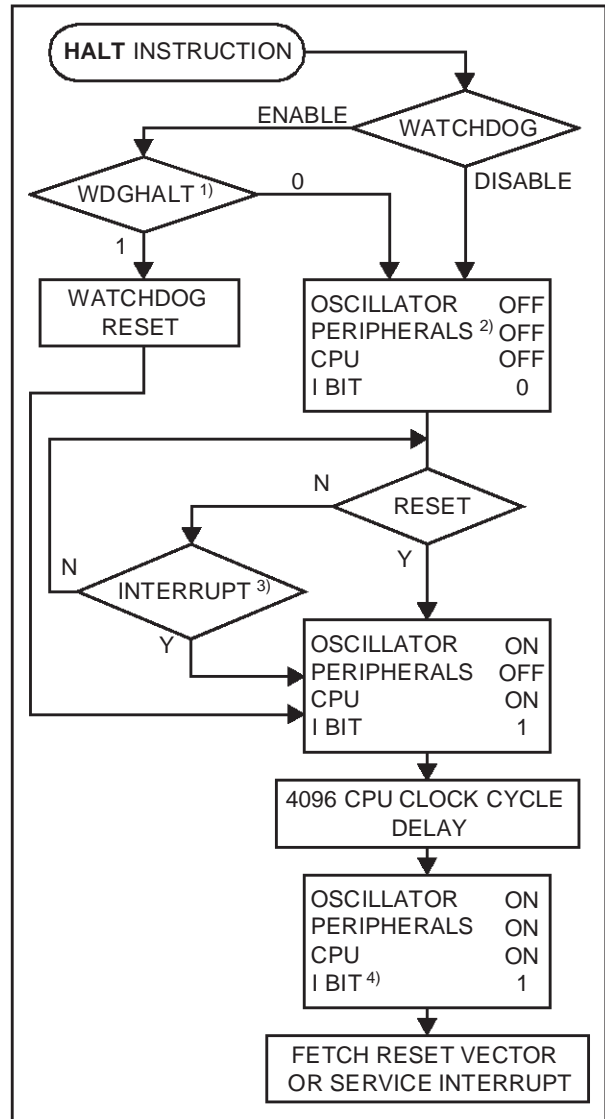 HALT INSTRUCTION
ENABLE
WATCHDOG
WDGHALT 1)
0
DISABLE
1
WATCHDOG
RESET
OSCILLATOR OFF
PERIPHERALS 2) OFF
CPU OFF
I BIT 0
N
RESET
N
INTERRUPT 3)
Y
Y
OSCILLATOR ON
PERIPHERALS OFF
CPU ON
I BIT 1
4096 CPU CLOCK CYCLE
DELAY
OSCILLATOR ON
PERIPHERALS ON
CPU ON
I BIT 4) 1
FETCH RESET VECTOR
OR SERVICE INTERRUPT